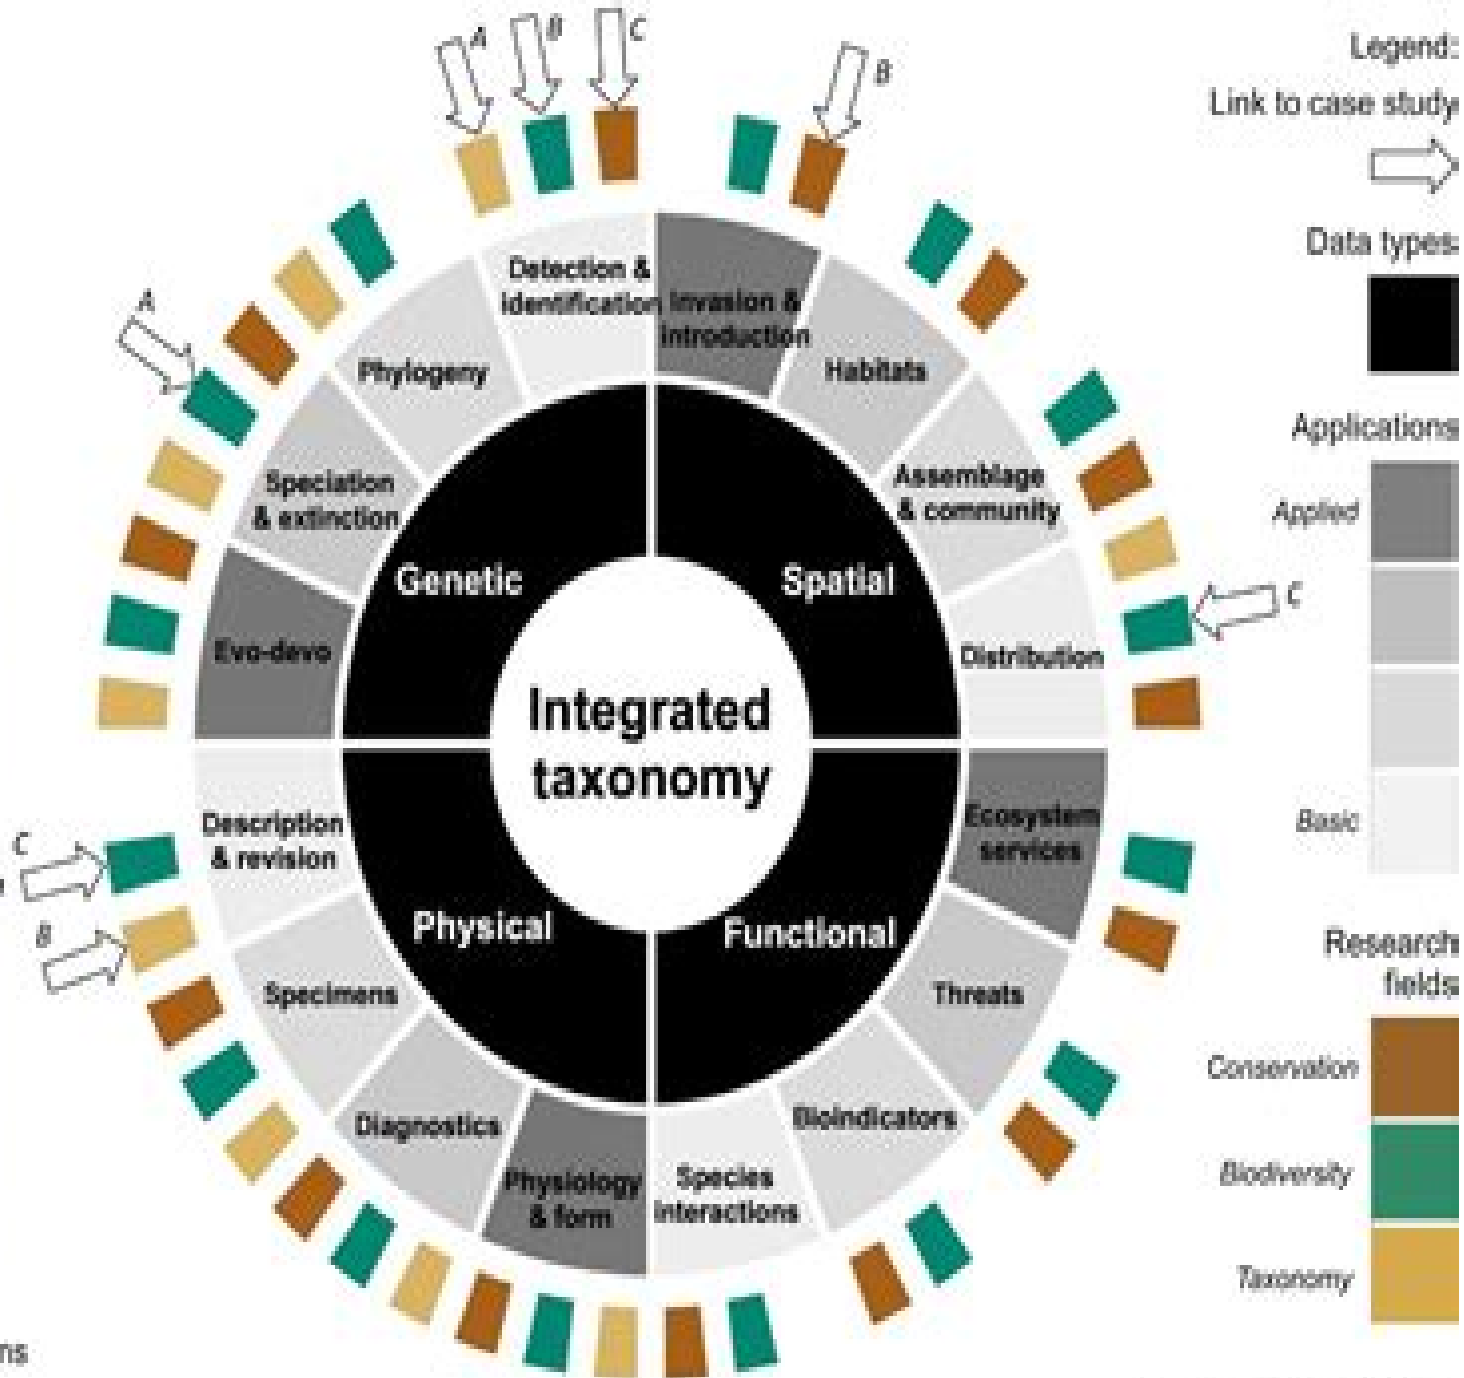 A
B
C
B
Legend:
Link to case study
Data types
Applications
Applied
Basic
Research
fields
Conservation
Biodiversity
Taxonomy
Detection &
identification
Invasion &
introduction
Phylogeny
Habitats
A
Speciation
& extinction
Assemblage
& community
Genetic
Spatial
C
Evo-devo
Distribution
Integrated
taxonomy
Description
& revision
Ecosystem
services
C
B
Physical
Functional
Specimens
Threats
Diagnostics
Bioindicators
Physiology
& form
Species
interactions
ns